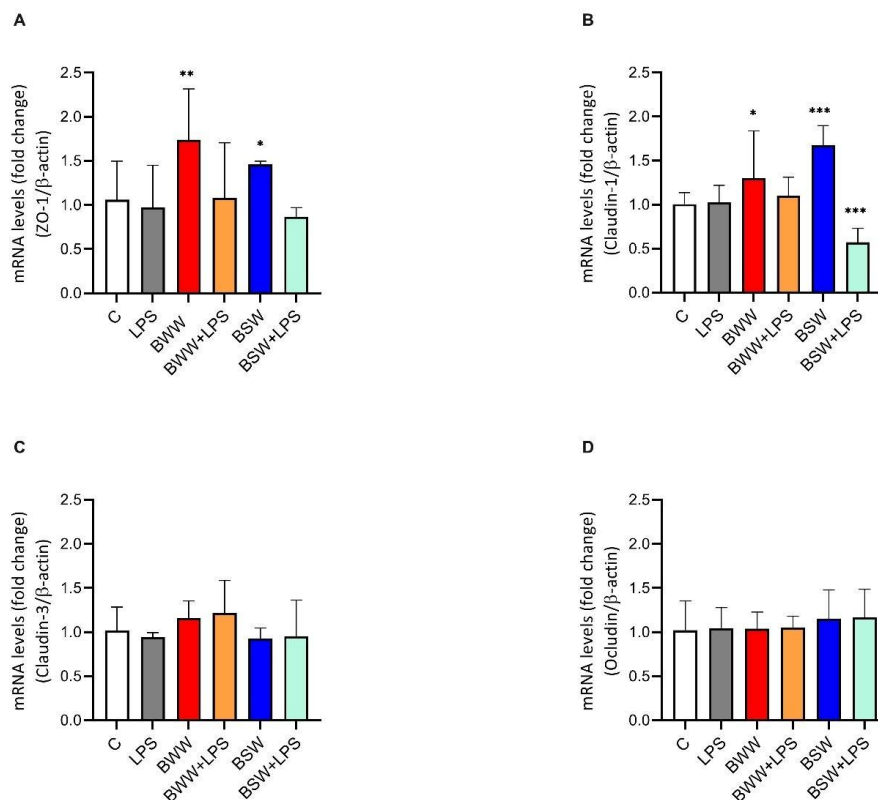 A
mRNA levels (fold change)
(ZO-1/β-actin)
2.5
2.0
1.5
1.0
0.5
0.0
**
*
C
LPS
BWW
BWW+LPS
BSW
BSW+LPS
B
mRNA levels (fold change)
(Claudin-1/β-actin)
2.5
2.0
1.5
1.0
0.5
0.0
*
***
***
C
LPS
BWW
BWW+LPS
BSW
BSW+LPS
C
mRNA levels (fold change)
(Claudin-3/β-actin)
2.5
2.0
1.5
1.0
0.5
0.0
C
LPS
BWW
BWW+LPS
BSW
BSW+LPS
D
mRNA levels (fold change)
(Ocludin/β-actin)
2.5
2.0
1.5
1.0
0.5
0.0
C
LPS
BWW
BWW+LPS
BSW
BSW+LPS